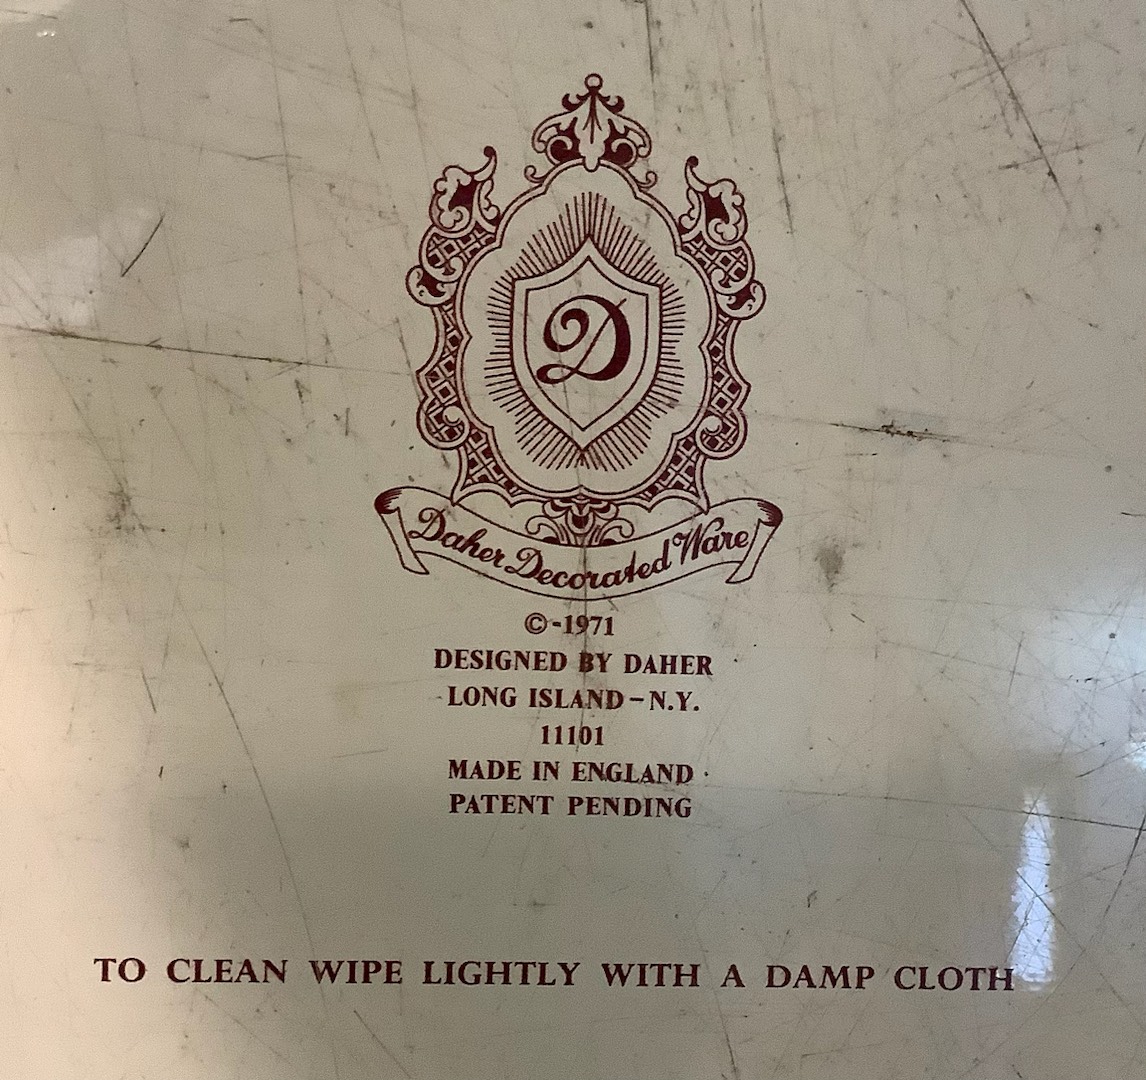 D
Daher Decorated Ware
©-1971
DESIGNED BY DAHER
LONG ISLAND-N.Y.
11101
MADE IN ENGLAND
PATENT PENDING
TO CLEAN WIPE LIGHTLY WITH A DAMP CLOTH